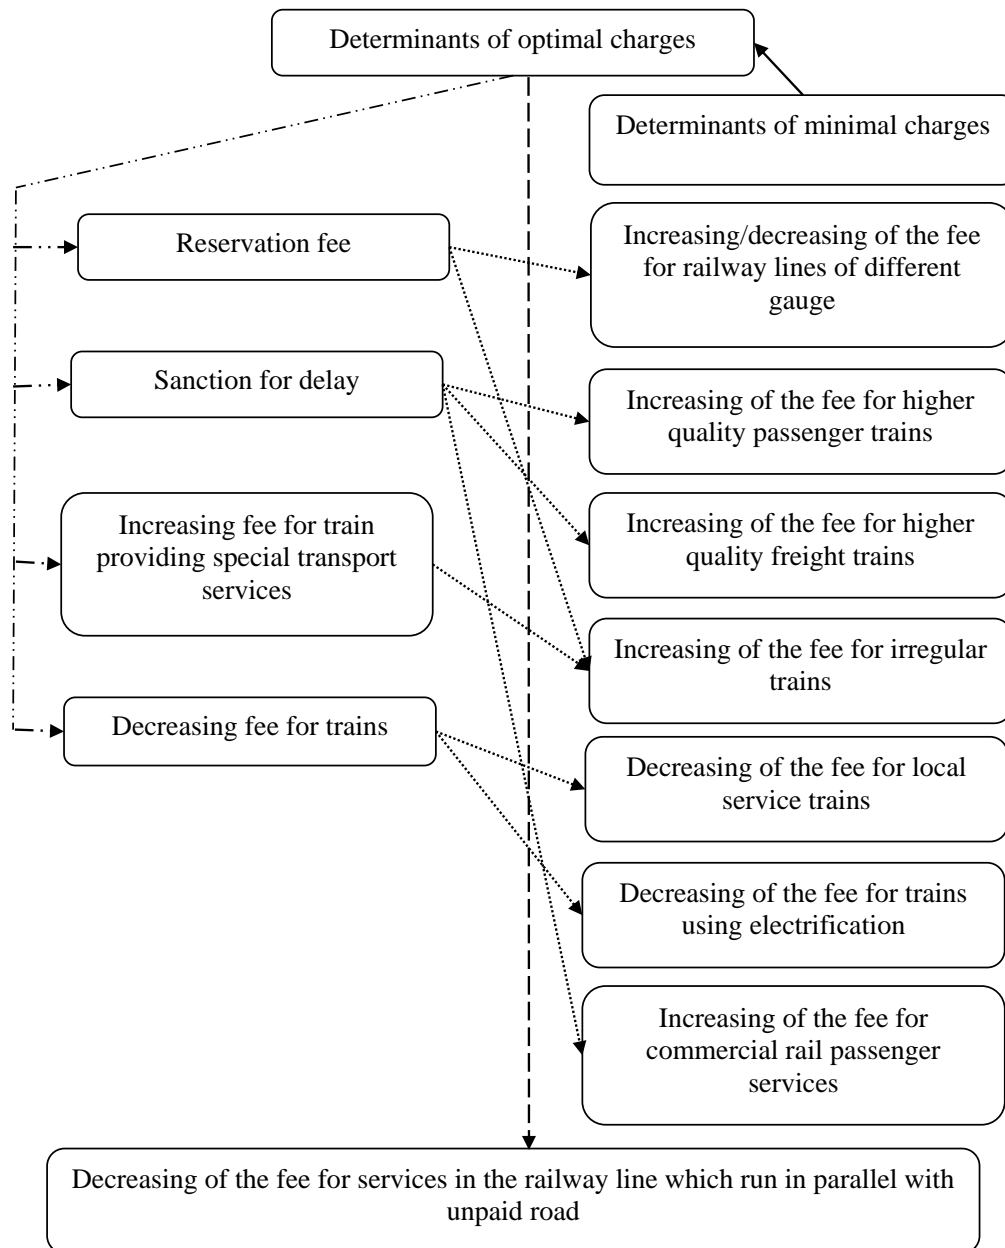 Determinants of optimal charges
Determinants of minimal charges
Reservation fee
Increasing/decreasing of the fee
for railway lines of different
gauge
Sanction for delay
Increasing of the fee for higher
quality passenger trains
Increasing fee for train
providing special transport
services
Increasing of the fee for higher
quality freight trains
Increasing of the fee for irregular
trains
Decreasing fee for trains
Decreasing of the fee for local
service trains
Decreasing of the fee for trains
using electrification
Increasing of the fee for
commercial rail passenger
services
Decreasing of the fee for services in the railway line which run in parallel with
unpaid road